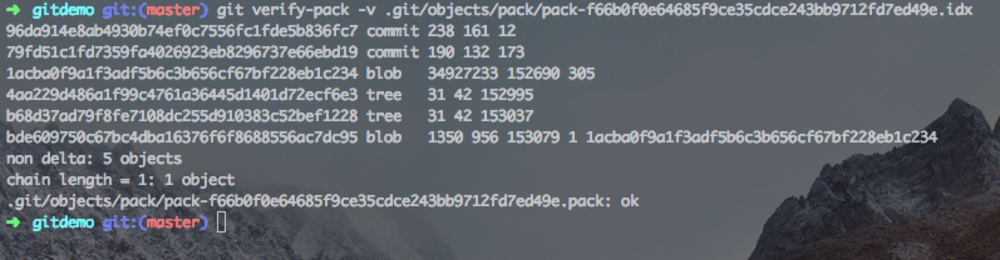 ➜ gitdemo git:(master) git verify-pack -v .git/objects/pack/pack-f66b0f0e64685f9ce35cdce243bb9712fd7ed49e.idx
96da914e8ab4930b74ef0c7556fc1fde5b836fc7 commit 238 161 12
79fd51c1fd7359fa4026923eb8296737e66ebd19 commit 190 132 173
1acba0f9a1f3adf5b6c3b656cf67bf228eb1c234 blob 34927233 152690 305
4aa229d486a1f99c4761a36445d1401d72ecf6e3 tree 31 42 152995
b68d37ad79f8fe7108dc255d910383c52bef1228 tree 31 42 153037
bde609750c67bc4dba16376f6f8688556ac7dc95 blob 1350 956 153079 1 1acba0f9a1f3adf5b6c3b656cf67bf228eb1c234
non delta: 5 objects
chain length = 1: 1 object
.git/objects/pack/pack-f66b0f0e64685f9ce35cdce243bb9712fd7ed49e.pack: ok
➜ gitdemo git:(master)